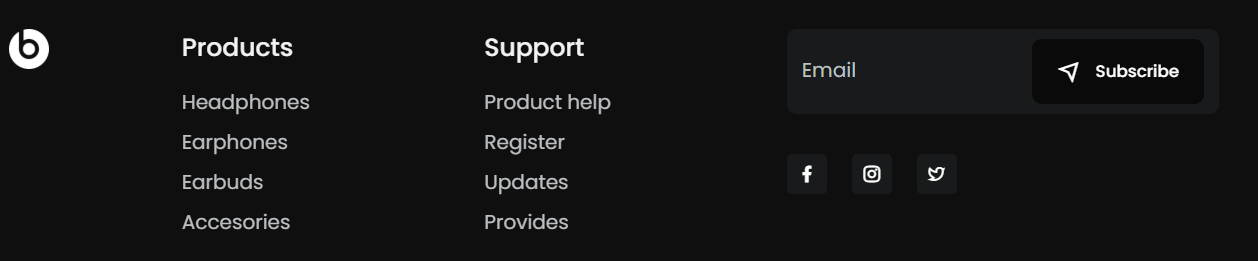 b
Products
Headphones
Earphones
Earbuds
Accesories
Support
Product help
Register
Updates
Provides
Email
Subscribe